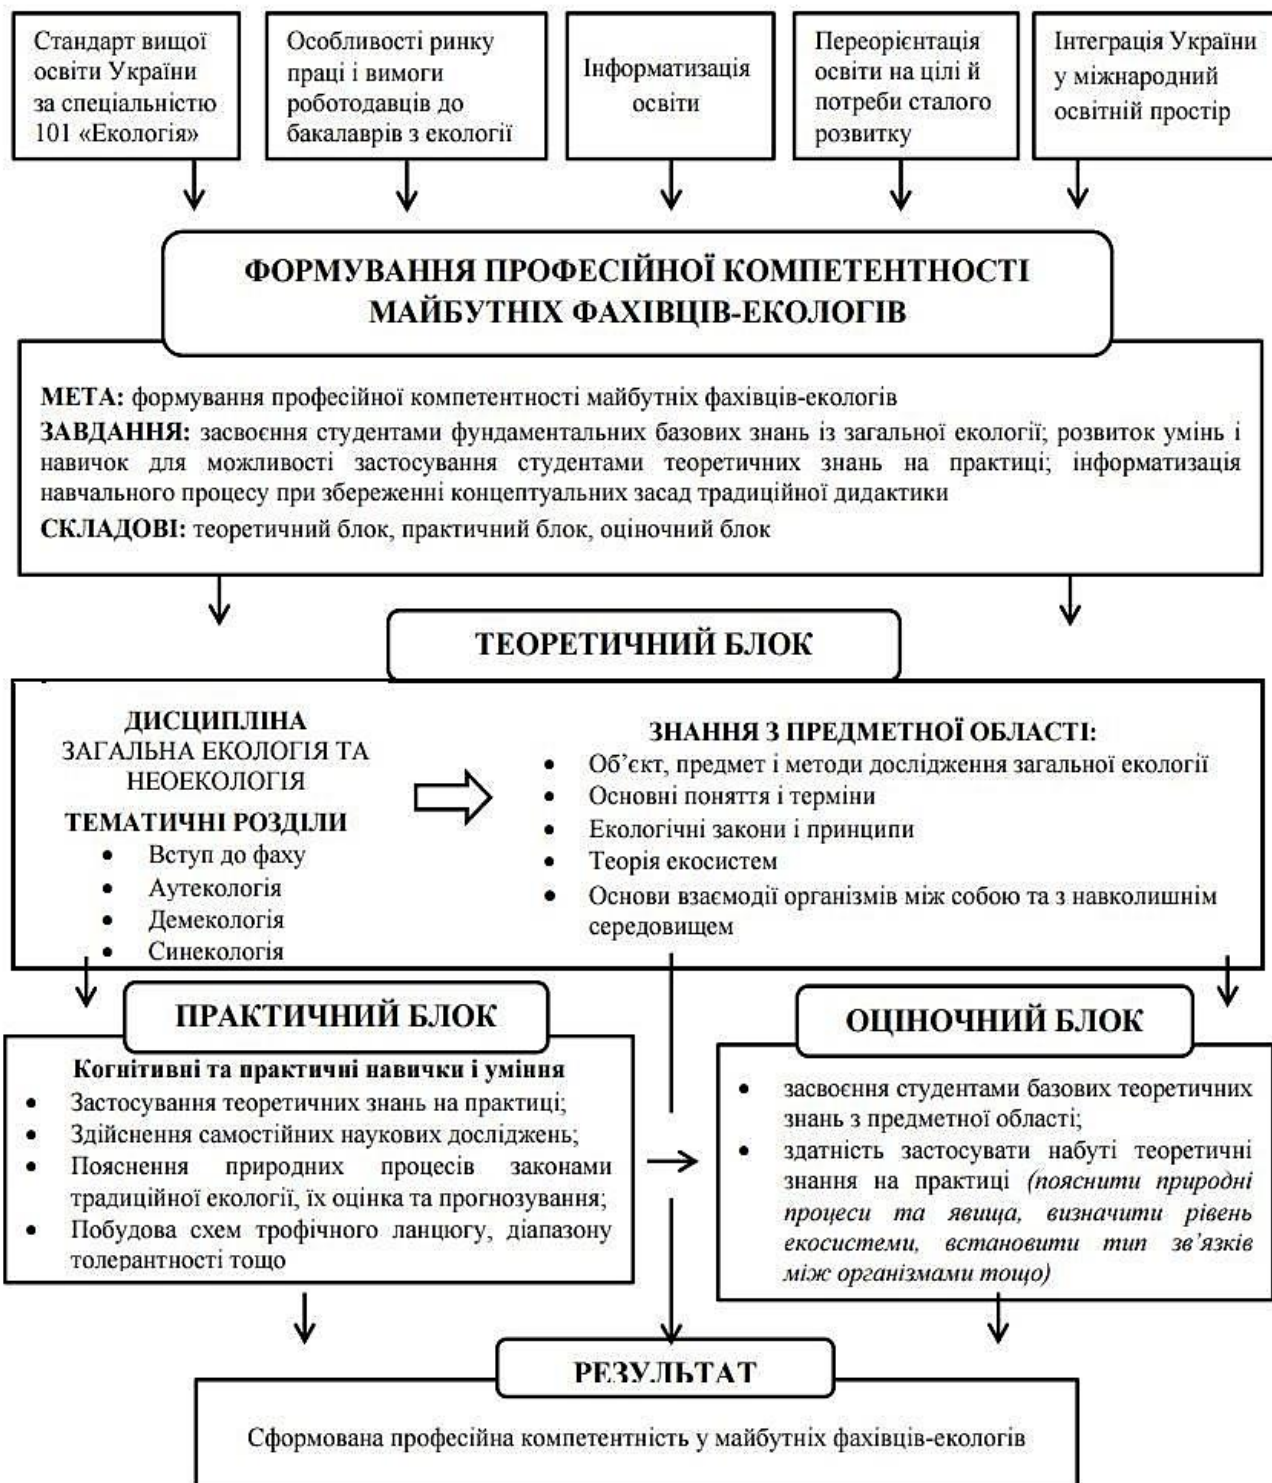 Стандарт вищої
освіти України
за спеціальністю
101 «Екологія»
Особливості ринку
праці і вимоги
роботодавців до
бакалаврів з екології
Інформатизація
освіти
Переорієнтація
освіти на цілі й
потреби сталого
розвитку
Інтеграція України
у міжнародний
освітній простір
ФОРМУВАННЯ ПРОФЕСІЙНОЇ КОМПЕТЕНТНОСТІ
МАЙБУТНІХ ФАХІВЦІВ-ЕКОЛОГІВ
МЕТА: формування професійної компетентності майбутніх фахівців-екологів
ЗАВДАННЯ: засвоєння студентами фундаментальних базових знань із загальної екології; розвиток умінь і
навичок для можливості застосування студентами теоретичних знань на практиці; інформатизація
навчального процесу при збереженні концептуальних засад традиційної дидактики
СКЛАДОВІ: теоретичний блок, практичний блок, оціночний блок
ТЕОРЕТИЧНИЙ БЛОК
ДИСЦИПЛІНА
ЗАГАЛЬНА ЕКОЛОГІЯ ТА
НЕОЕКОЛОГІЯ
ТЕМАТИЧНІ РОЗДІЛИ
• Вступ до фаху
• Аутекологія
• Демекологія
• Синекологія
ЗНАННЯ З ПРЕДМЕТНОЇ ОБЛАСТІ:
• Об’єкт, предмет і методи дослідження загальної екології
• Основні поняття і терміни
• Екологічні закони і принципи
• Теорія екосистем
• Основи взаємодії організмів між собою та з навколишнім
середовищем
ПРАКТИЧНИЙ БЛОК
Когнітивні та практичні навички і уміння
• Застосування теоретичних знань на практиці;
• Здійснення самостійних наукових досліджень;
• Пояснення природних процесів законами
традиційної екології, їх оцінка та прогнозування;
• Побудова схем трофічного ланцюгу, діапазону
толерантності тощо
ОЦІНОЧНИЙ БЛОК
• засвоєння студентами базових теоретичних
знань з предметної області;
• здатність застосувати набуті теоретичні
знання на практиці (пояснити природні
процеси та явища, визначити рівень
екосистеми, встановити тип зв’язків
між організмами тощо)
РЕЗУЛЬТАТ
Сформована професійна компетентність у майбутніх фахівців-екологів